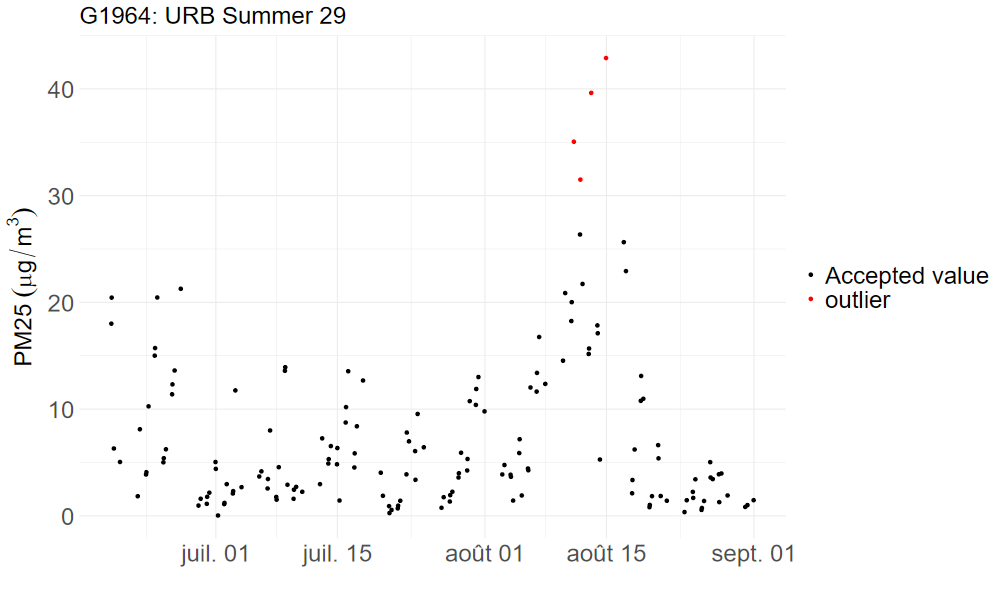 G1964: URB Summer 29
PM25 (μg/m³)
40
30
20
10
0
juil. 01 juil. 15 août 01 août 15 sept. 01
Accepted value
outlier